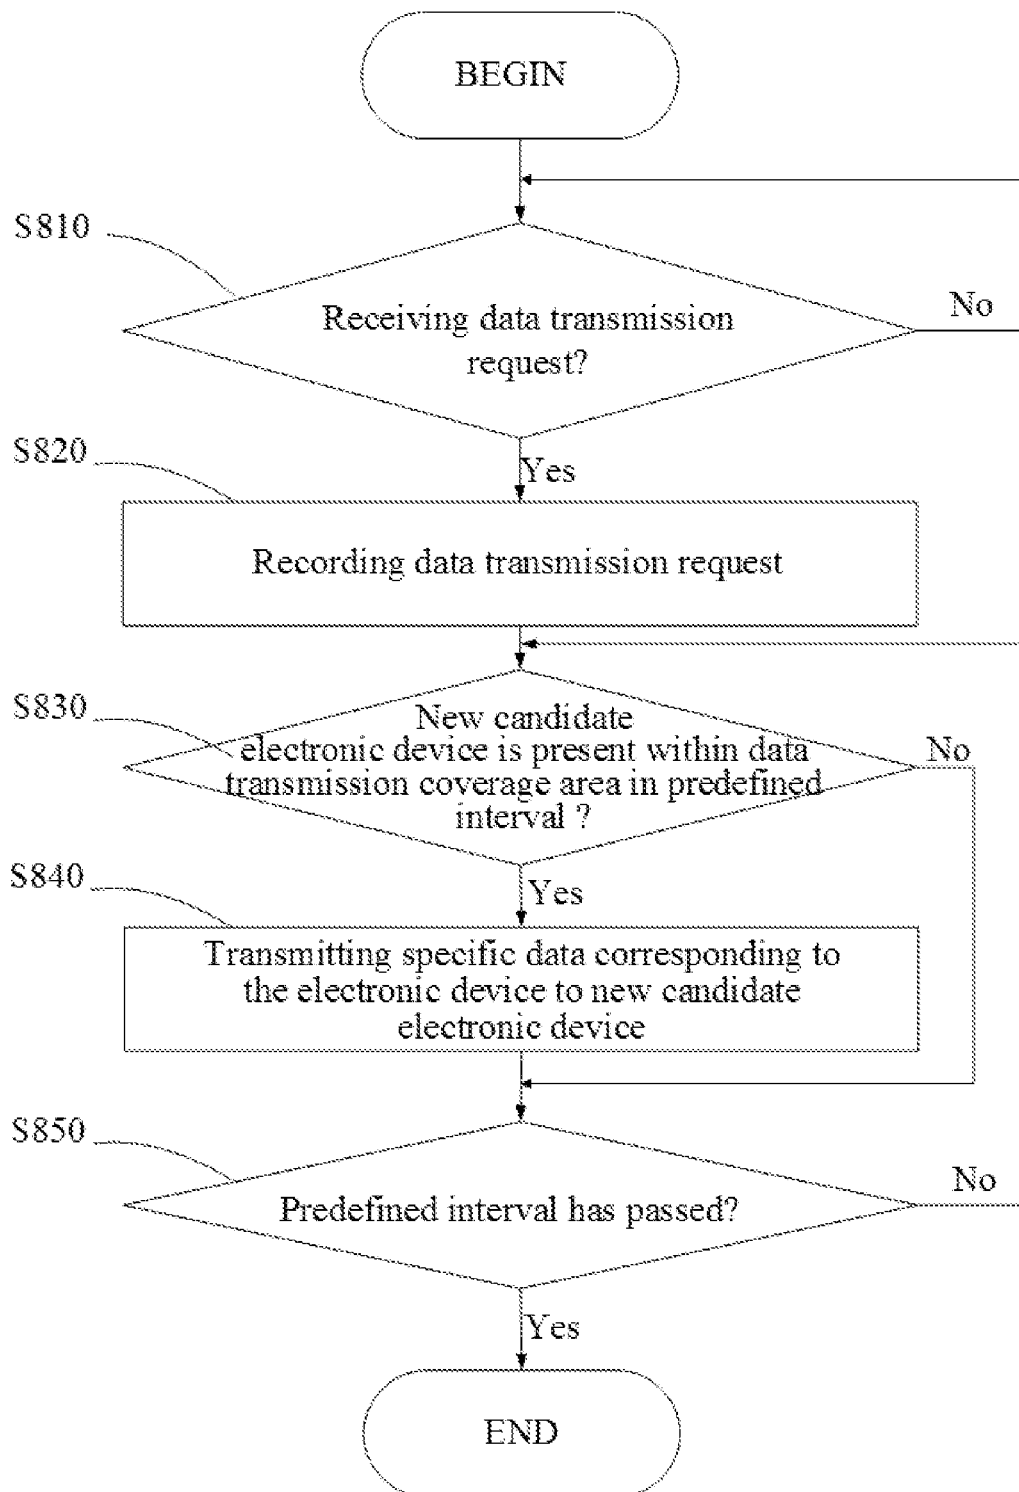 BEGIN
S810
Receiving data transmission
request?
No
S820
Yes
Recording data transmission request
S830
New candidate
electronic device is present within data
transmission coverage area in predefined
interval ?
No
S840
Yes
Transmitting specific data corresponding to
the electronic device to new candidate
electronic device
S850
Predefined interval has passed?
No
Yes
END